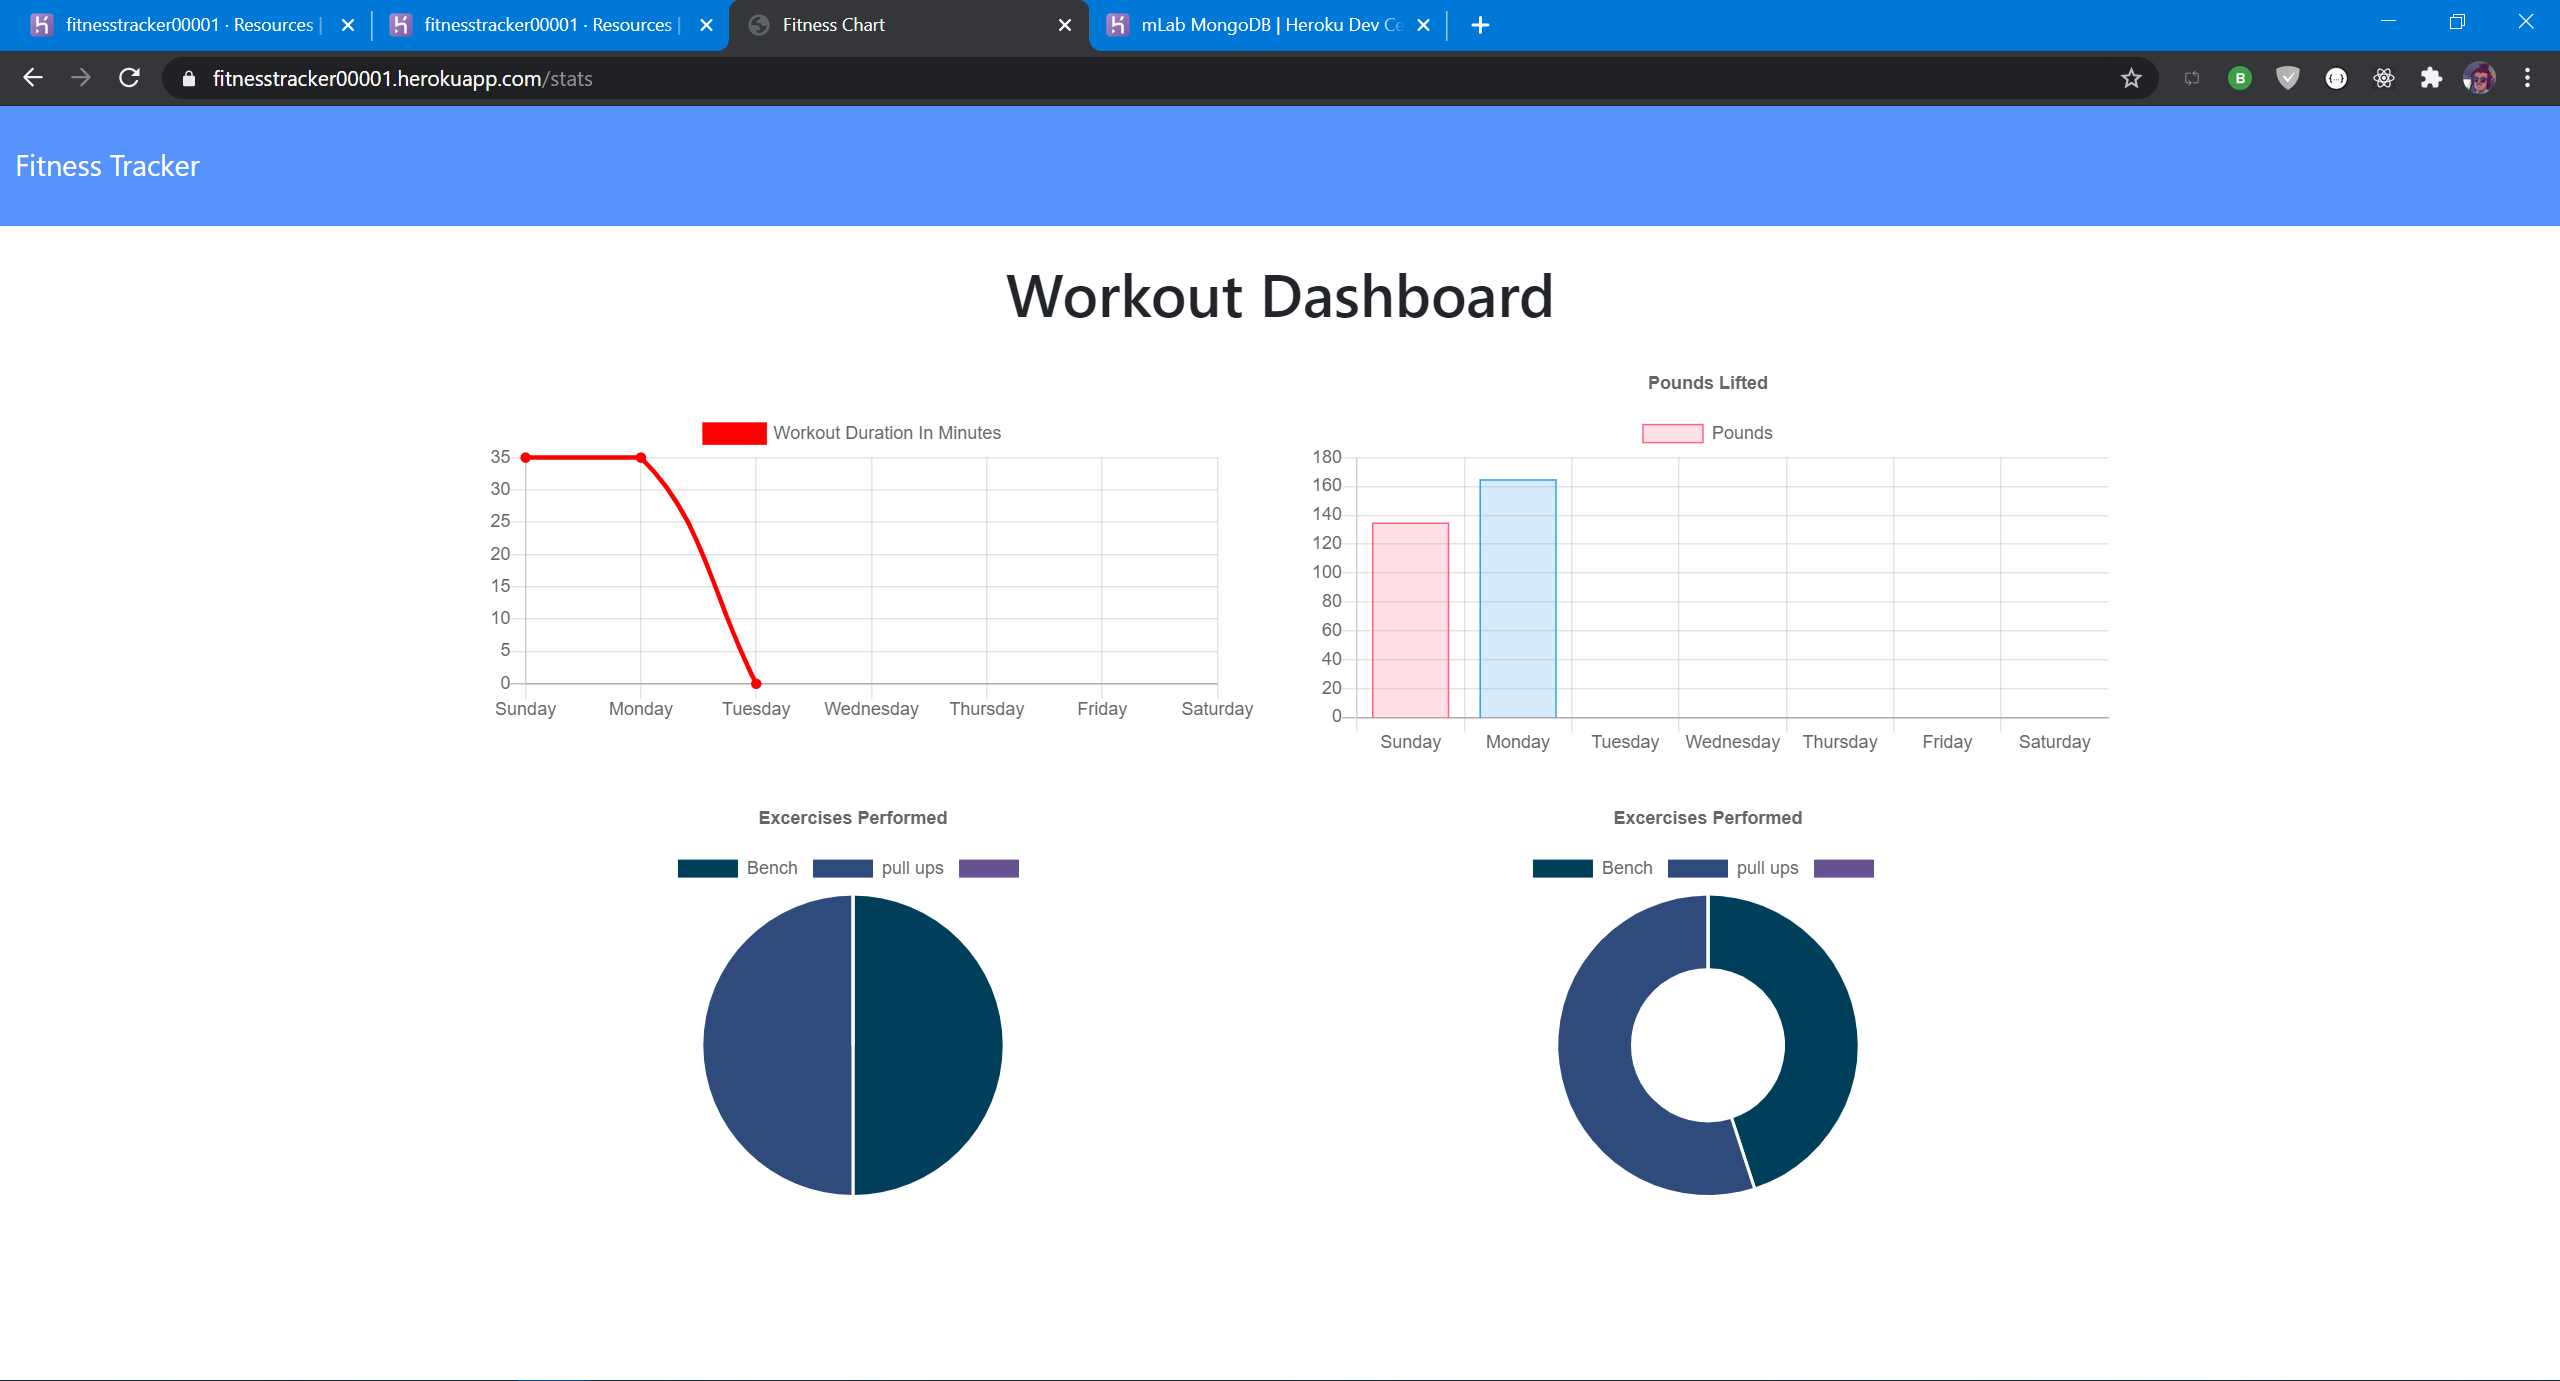 fitnesstracker00001 · Resources |
fitnesstracker00001 · Resources |
Fitness Chart
mLab MongoDB | Heroku Dev Ce
fitnesstracker00001.herokuapp.com/stats
Fitness Tracker
Workout Dashboard
Workout Duration In Minutes
35
30
25
20
15
10
5
0
Sunday Monday Tuesday Wednesday Thursday Friday Saturday
Pounds Lifted
Pounds
180
160
140
120
100
80
60
40
20
0
Sunday Monday Tuesday Wednesday Thursday Friday Saturday
Excercises Performed
Bench pull ups
Excercises Performed
Bench pull ups